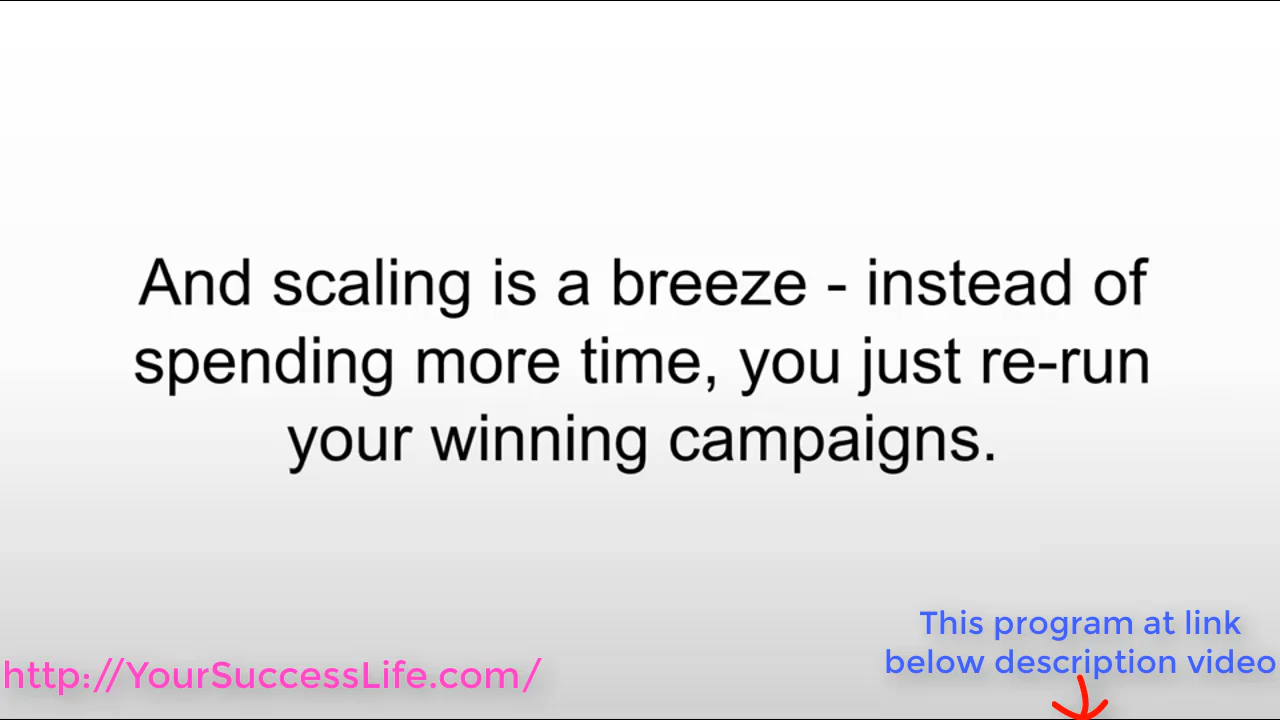 And scaling is a breeze - instead of
spending more time, you just re-run
your winning campaigns.
This program at link
below description video
http://YourSuccessLife.com/